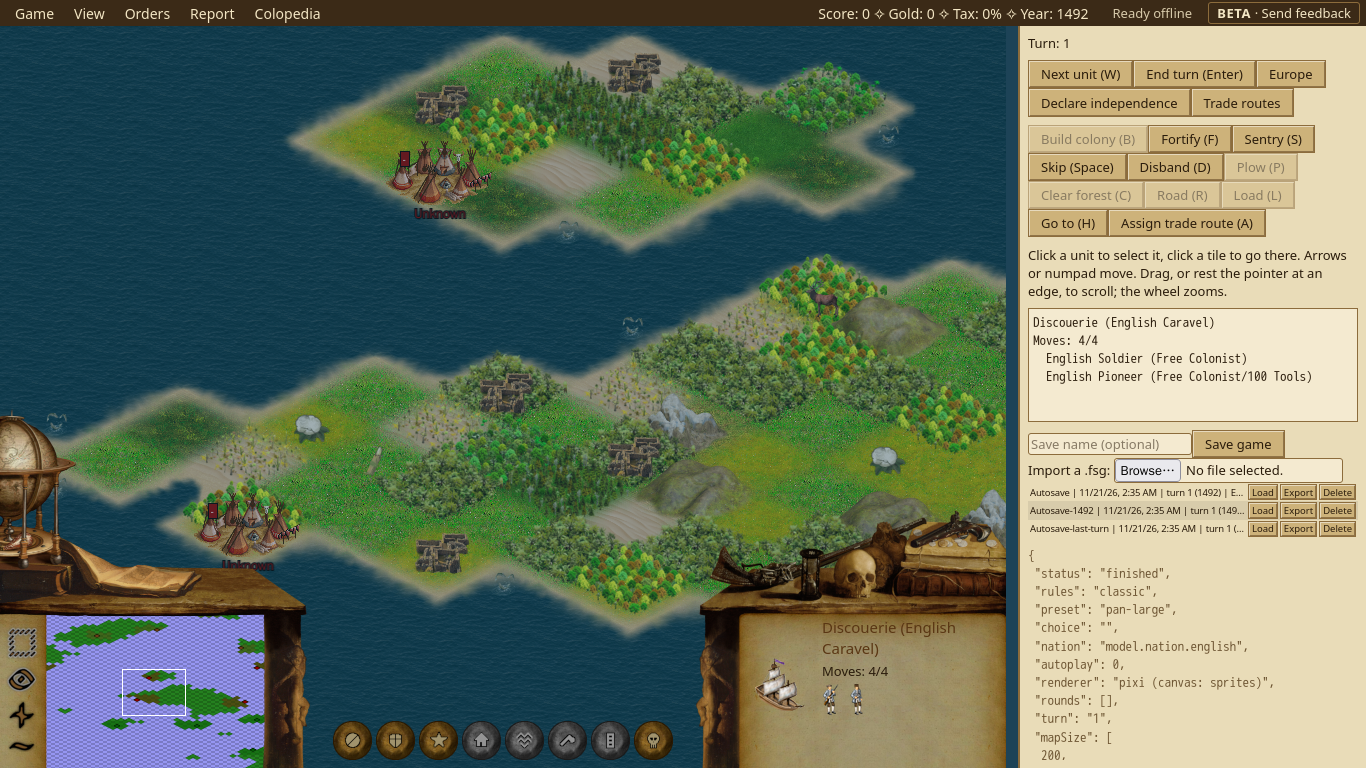 Game View Orders Report Colopedia Score: 0 ✧ Gold: 0 ✧ Tax: 0% ✧ Year: 1492 Ready offline BETA · Send feedback
Turn: 1
Next unit (W) End turn (Enter) Europe
Declare independence Trade routes
Build colony (B) Fortify (F) Sentry (S)
Skip (Space) Disband (D) Plow (P)
Clear forest (C) Road (R) Load (L)
Go to (H) Assign trade route (A)
Click a unit to select it, click a tile to go there. Arrows
or numpad move. Drag, or rest the pointer at an
edge, to scroll; the wheel zooms.
Discouerie (English Caravel)
Moves: 4/4
English Soldier (Free Colonist)
English Pioneer (Free Colonist/100 Tools)
Save name (optional) Save game
Import a .fsg: Browse... No file selected.
Autosave | 11/21/26, 2:35 AM | turn 1 (1492) | E... Load Export Delete
Autosave-1492 | 11/21/26, 2:35 AM | turn 1 (149... Load Export Delete
Autosave-last-turn | 11/21/26, 2:35 AM | turn 1 (... Load Export Delete
{
"status": "finished",
"rules": "classic",
"preset": "pan-large",
"choice": "",
"nation": "model.nation.english",
"autoplay": 0,
"renderer": "pixi (canvas: sprites)",
"rounds": [],
"turn": "1",
"mapSize": [
200,
Unknown
Unknown
Discouerie (English
Caravel)
Moves: 4/4